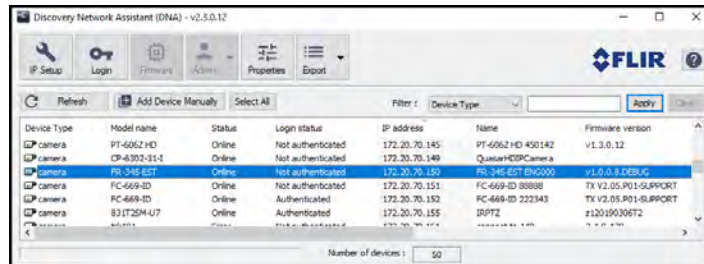 Discovery Network Assistant (DNA) - v2.3.0.12
IP Setup Login Firmware Admin Properties Export FLIR
Refresh Add Device Manually Select All Filter : Device Type Apply Clear
Device Type Model name Status Login status IP address Name Firmware version
camera PT-606Z HD Online Not authenticated 172.20.70.145 PT-606Z HD 450142 v1.3.0.12
camera CP-6302-31-I Online Not authenticated 172.20.70.149 QuasarHDIPCamera
camera FR-345-EST Online Not authenticated 172.20.70.150 FR-345-EST ENG000 v1.0.0.8.DEBUG
camera FC-669-ID Online Not authenticated 172.20.70.151 FC-669-ID 88888 TX V2.05.P01-SUPPORT
camera FC-669-ID Online Authenticated 172.20.70.152 FC-669-ID 222343 TX V2.05.P01-SUPPORT
camera 831T25M-U7 Online Authenticated 172.20.70.155 IRPTZ z120190306T2
Number of devices : 50